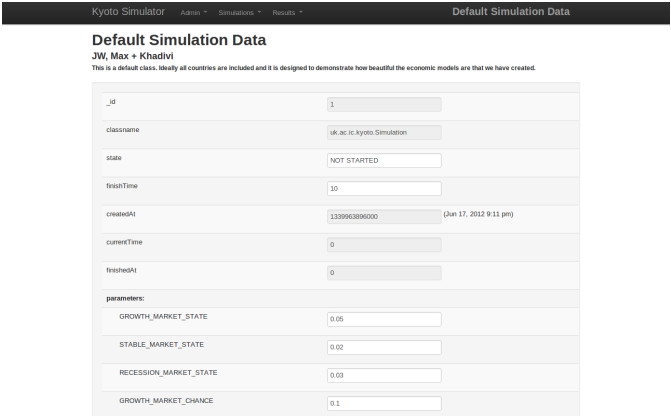 Kyoto Simulator Admin Simulations Results Default Simulation Data
Default Simulation Data
JW, Max + Khadivi
This is a default class. Ideally all countries are included and it is designed to demonstrate how beautiful the economic models are that we have created.
_id 1
classname uk.ac.ic.kyoto.Simulation
state NOT STARTED
finishTime 10
createdAt 1339963896000 (Jun 17, 2012 9:11 pm)
currentTime 0
finishedAt 0
parameters:
GROWTH_MARKET_STATE 0.05
STABLE_MARKET_STATE 0.02
RECESSION_MARKET_STATE 0.03
GROWTH_MARKET_CHANCE 0.1